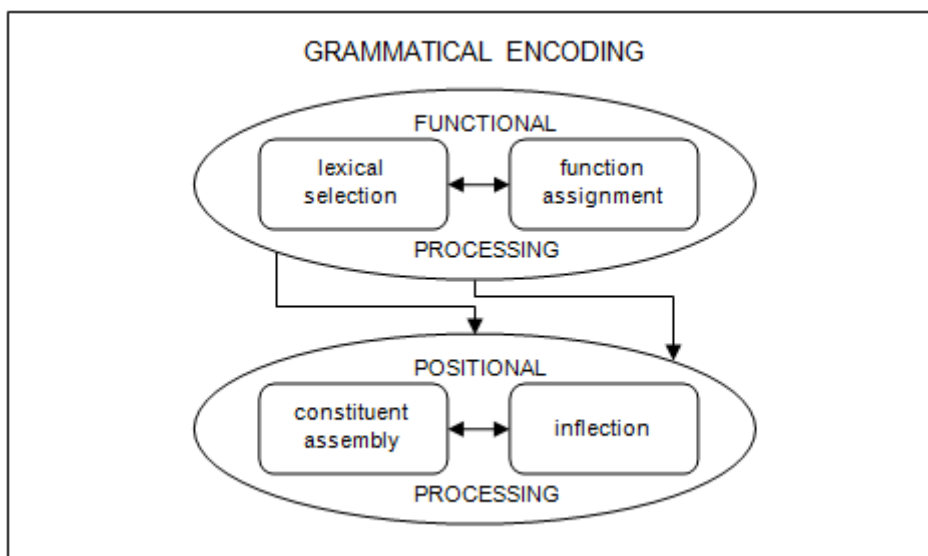 GRAMMATICAL ENCODING
FUNCTIONAL
lexical
selection
function
assignment
PROCESSING
POSITIONAL
constituent
assembly
inflection
PROCESSING